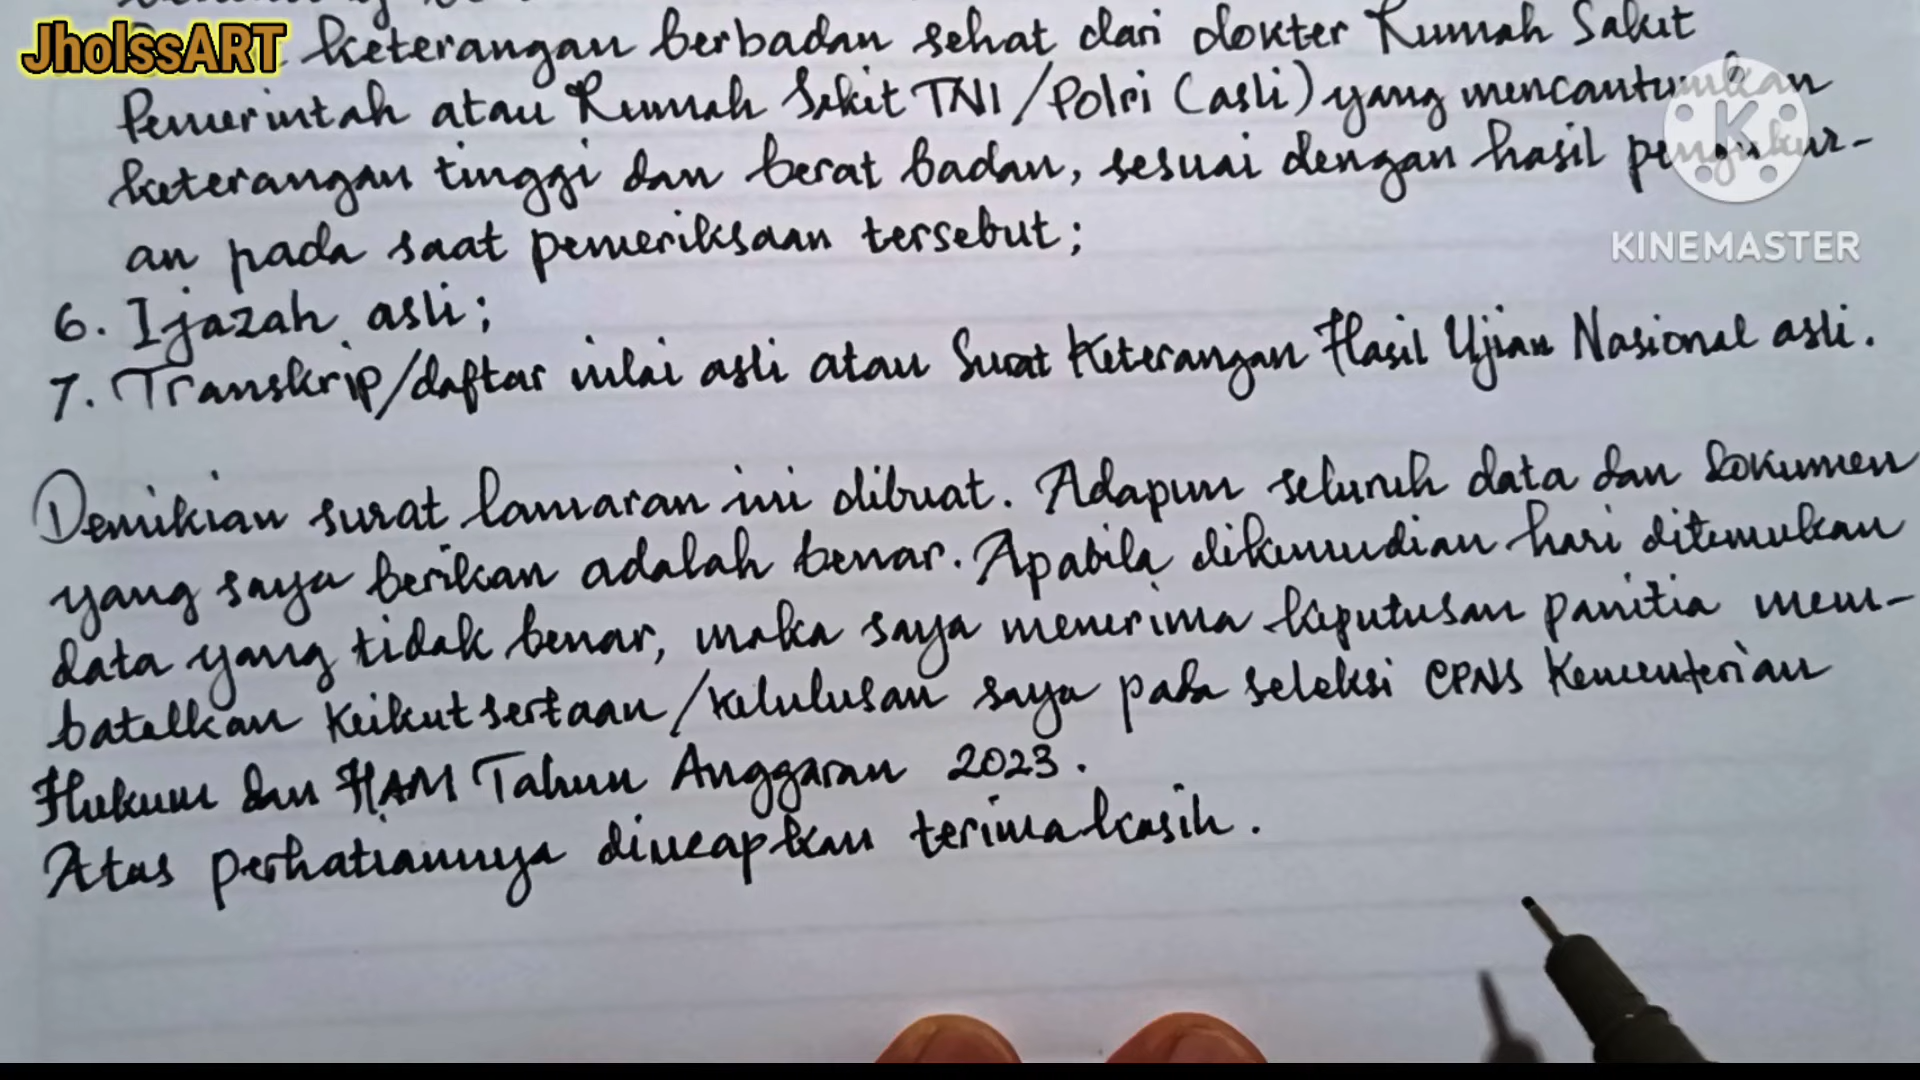 JholssART
keterangan berbadan sehat dari dokter Rumah Sakit
Pemerintah atau Rumah Sakit TNI/Polri (asli) yang mencantumkan
keterangan tinggi dan berat badan, sesuai dengan hasil pengukur-
an pada saat pemeriksaan tersebut;
6. Ijazah asli;
7. Transkrip/daftar nilai asli atau Surat Keterangan Hasil Ujian Nasional asli.
Demikian surat lamaran ini dibuat. Adapun seluruh data dan dokumen
yang saya berikan adalah benar. Apabila dikemudian hari ditemukan
data yang tidak benar, maka saya menerima keputusan panitia mem-
batalkan keikutsertaan/kelulusan saya pada seleksi CPNS Kementerian
Hukum dan HAM Tahun Anggaran 2023.
Atas perhatiannya diucapkan terimakasih.
K
KINEMASTER